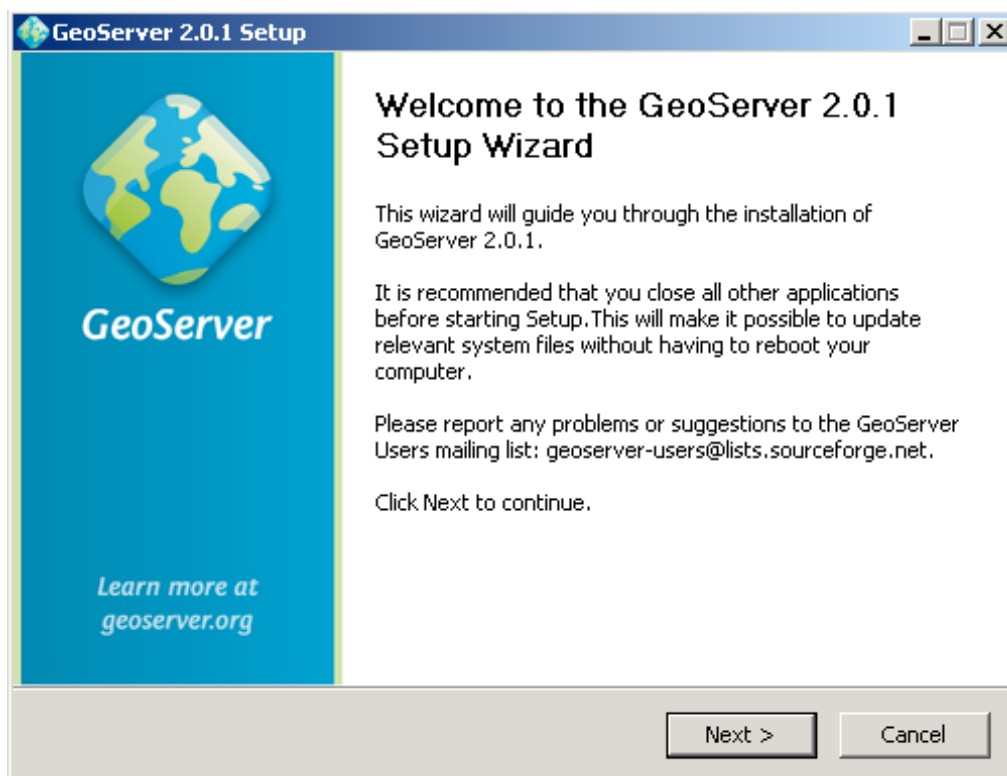 GeoServer 2.0.1 Setup
Welcome to the GeoServer 2.0.1
Setup Wizard
This wizard will guide you through the installation of
GeoServer 2.0.1.
It is recommended that you close all other applications
before starting Setup.This will make it possible to update
relevant system files without having to reboot your
computer.
Please report any problems or suggestions to the GeoServer
Users mailing list: geoserver-users@lists.sourceforge.net.
Click Next to continue.
GeoServer
Learn more at
geoserver.org
Next >
Cancel